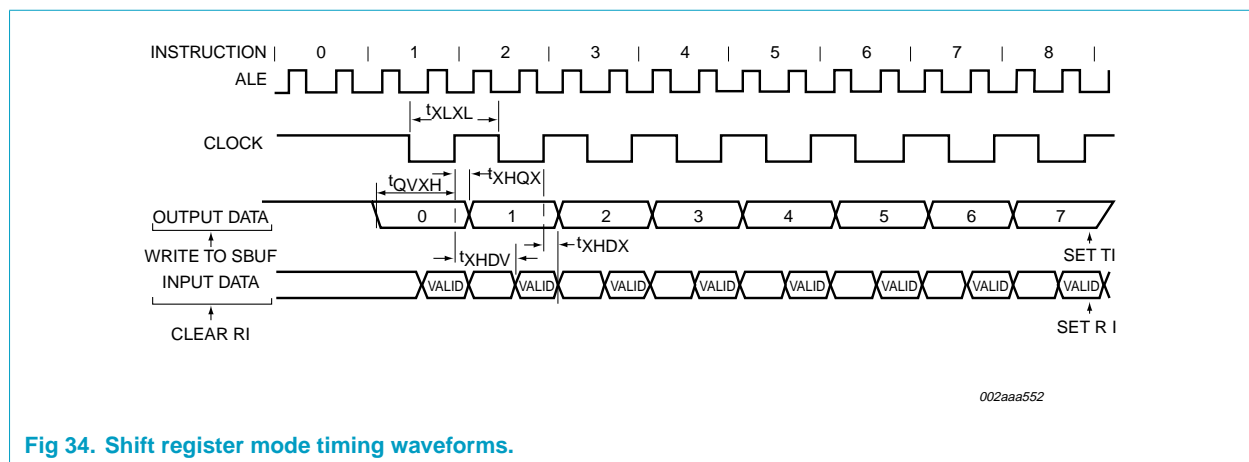 INSTRUCTION | 0 | 1 | 2 | 3 | 4 | 5 | 6 | 7 | 8 |
ALE
tXLXL
CLOCK
tQVXH
tXHQX
OUTPUT DATA 0 1 2 3 4 5 6 7
WRITE TO SBUF
tXHDV
tXHDX
SET TI
INPUT DATA VALID VALID VALID VALID VALID VALID VALID VALID
CLEAR RI
SET R I
002aaa552
Fig 34. Shift register mode timing waveforms.